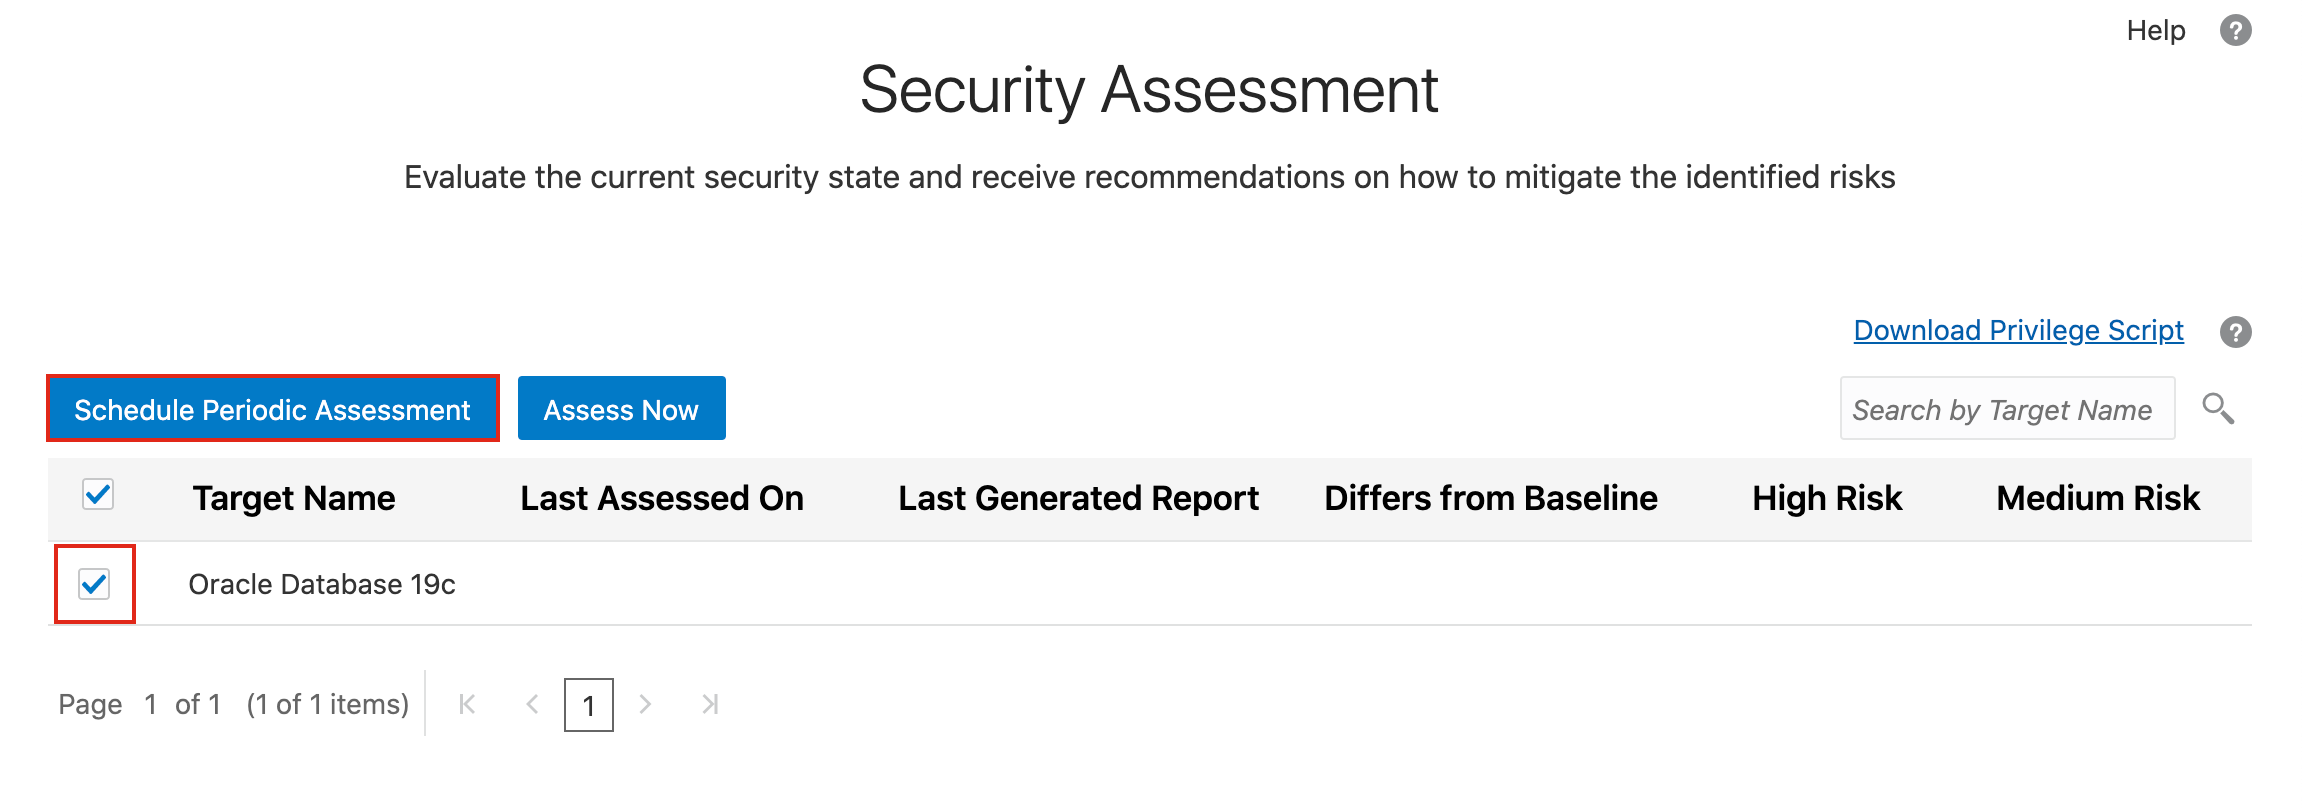 Help ?
Security Assessment
Evaluate the current security state and receive recommendations on how to mitigate the identified risks
Download Privilege Script ?
Schedule Periodic Assessment Assess Now Search by Target Name
Target Name Last Assessed On Last Generated Report Differs from Baseline High Risk Medium Risk
Oracle Database 19c
Page 1 of 1 (1 of 1 items) 1